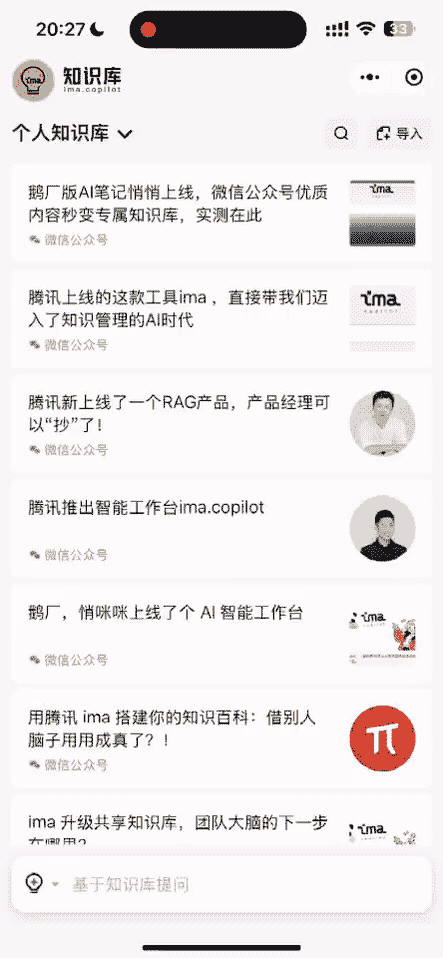 20:27
33
ima
知识库
ima.copilot
个人知识库
导入
鹅厂版AI笔记悄悄上线，微信公众号优质
内容秒变专属知识库，实测在此
微信公众号
ima
腾讯上线的这款工具ima ，直接带我们迈
入了知识管理的AI时代
微信公众号
ima
腾讯新上线了一个RAG产品，产品经理可
以“抄”了!
微信公众号
腾讯推出智能工作台ima.copilot
微信公众号
鹅厂，悄咪咪上线了个 AI 智能工作台
微信公众号
ima
用腾讯 ima 搭建你的知识百科：借别人
脑子用用成真了？!
微信公众号
ima 升级共享知识库，团队大脑的下一步
在哪里?
ima
基于知识库提问